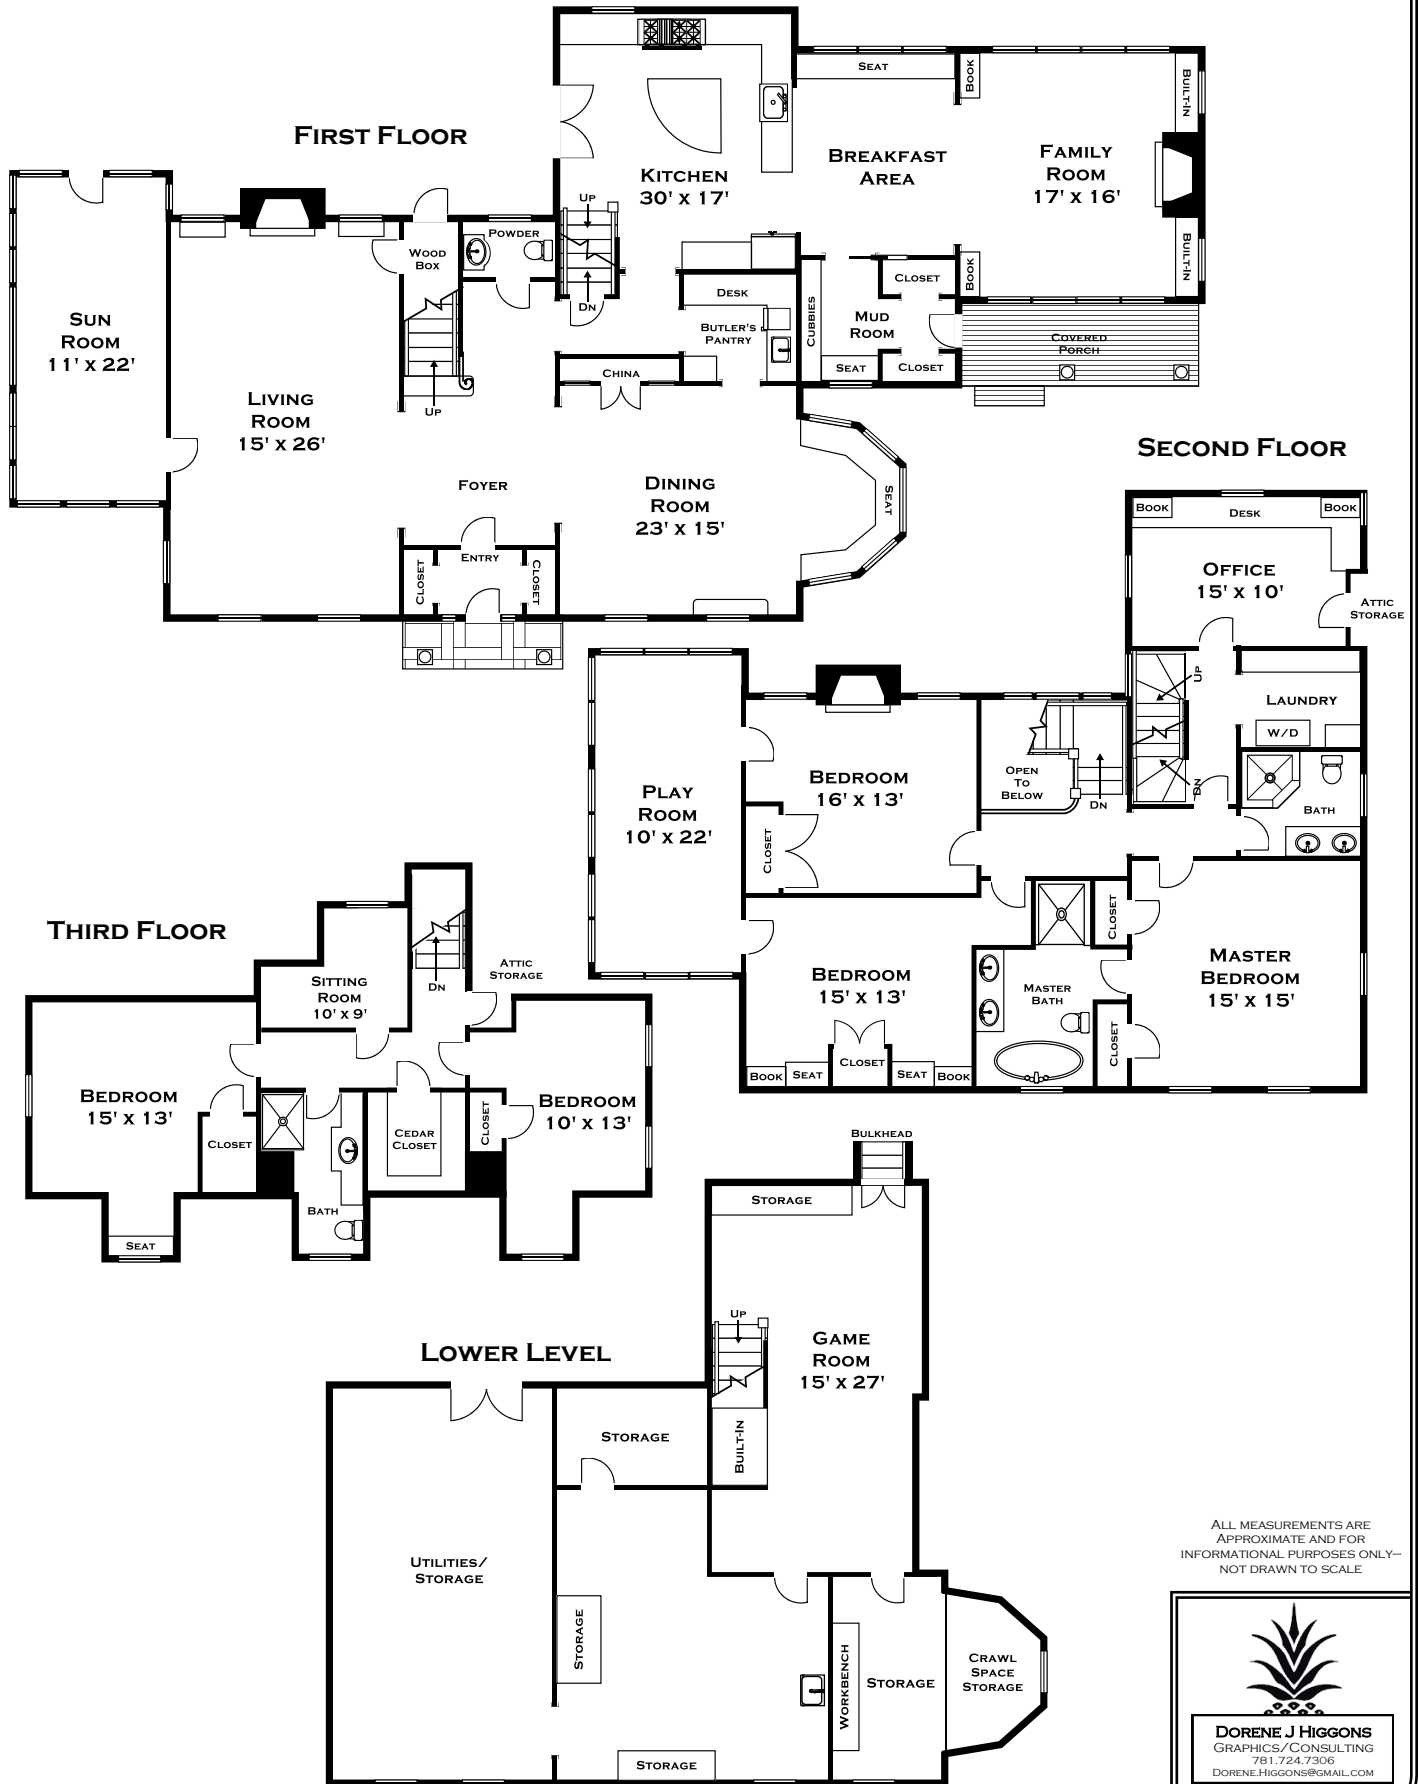 FIRST FLOOR
SEAT
BOOK
BUILT-IN
KITCHEN
30' X 17'
BREAKFAST
AREA
FAMILY
ROOM
17' X 16'
UP
POWDER
WOOD
BOX
DN
DESK
BUTLER'S
PANTRY
CUBBIES
CLOSET
MUD
ROOM
BOOK
BUILT-IN
COVERED
PORCH
SEAT
CLOSET
CHINA
SUN
ROOM
11' X 22'
LIVING
ROOM
15' X 26'
UP
FOYER
DINING
ROOM
23' X 15'
SEAT
ENTRY
CLOSET
CLOSET
SECOND FLOOR
BOOK
DESK
BOOK
OFFICE
15' X 10'
ATTIC
STORAGE
UP
LAUNDRY
W/D
DN
BATH
PLAY
ROOM
10' X 22'
BEDROOM
16' X 13'
CLOSET
OPEN
TO
BELOW
DN
BEDROOM
15' X 13'
CLOSET
MASTER
BATH
CLOSET
MASTER
BEDROOM
15' X 15'
BOOK
SEAT
CLOSET
SEAT
BOOK
THIRD FLOOR
SITTING
ROOM
10' X 9'
DN
ATTIC
STORAGE
BEDROOM
15' X 13'
CLOSET
CEDAR
CLOSET
CLOSET
BEDROOM
10' X 13'
BATH
SEAT
LOWER LEVEL
BULKHEAD
STORAGE
UP
GAME
ROOM
15' X 27'
BUILT-IN
STORAGE
UTILITIES/
STORAGE
STORAGE
WORKBENCH
STORAGE
CRAWL
SPACE
STORAGE
STORAGE
ALL MEASUREMENTS ARE
APPROXIMATE AND FOR
INFORMATIONAL PURPOSES ONLY–
NOT DRAWN TO SCALE
DORENE J HIGGONS
GRAPHICS/CONSULTING
781.724.7306
DORENE.HIGGONS@GMAIL.COM